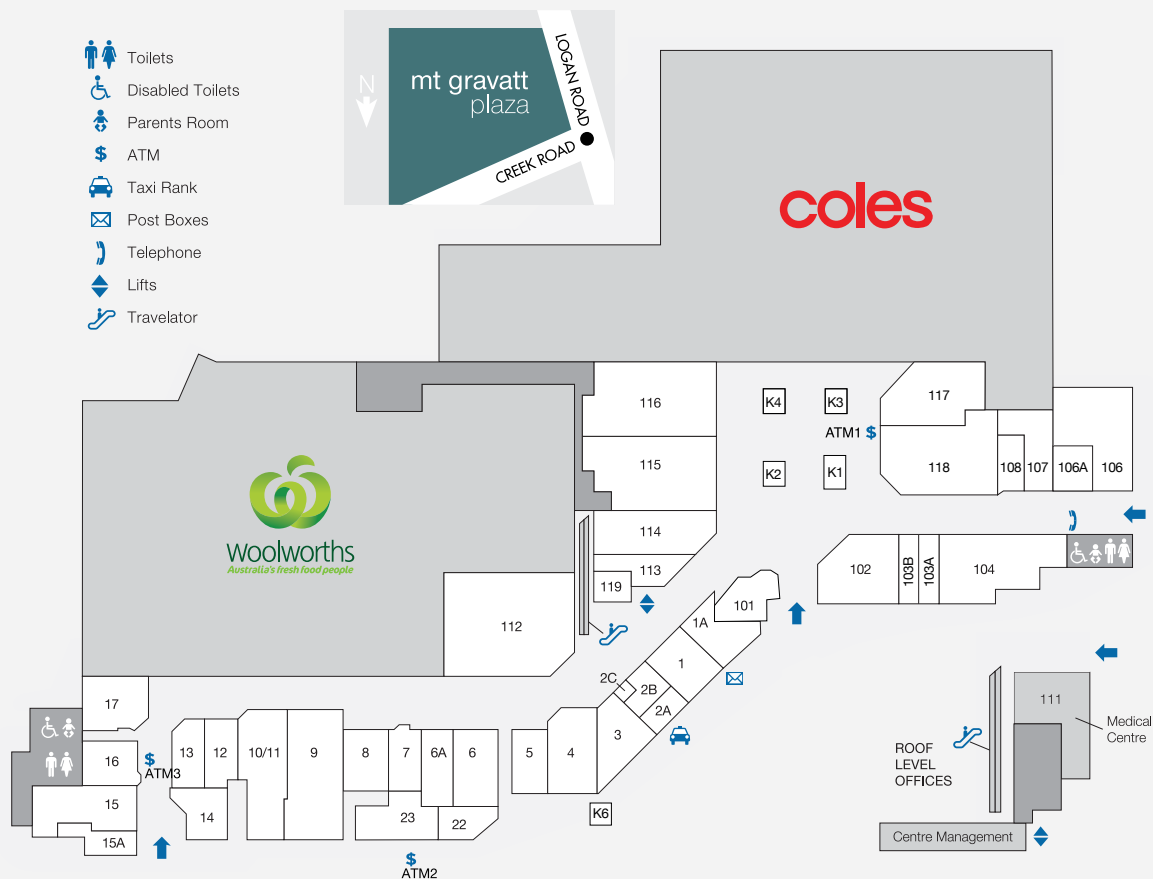 Toilets
Disabled Toilets
Parents Room
$ ATM
Taxi Rank
Post Boxes
Telephone
Lifts
Travelator
N
mt gravatt
plaza
LOGAN ROAD
CREEK ROAD
coles
Woolworths
Australia's fresh food people
116
K4
K3
117
ATM1 $
115
K2
K1
118
108
107
106A
106
114
113
119
102
103B
103A
104
101
1A
112
1
2C
2B
2A
3
17
111
Medical
Centre
16
$
ATM3
13
12
10/11
9
8
7
6A
6
5
4
ROOF
LEVEL
OFFICES
15
14
23
22
K6
15A
Centre Management
$
ATM2